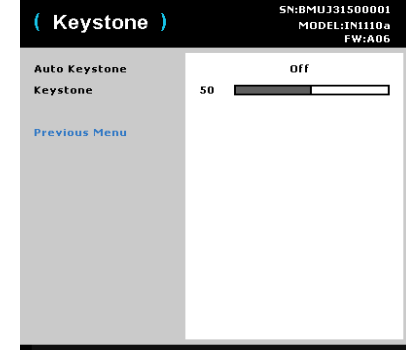 ( Keystone )
SN:BMUJ31500001
MODEL:IN1110a
FW:A06
Auto Keystone Off
Keystone 50
Previous Menu